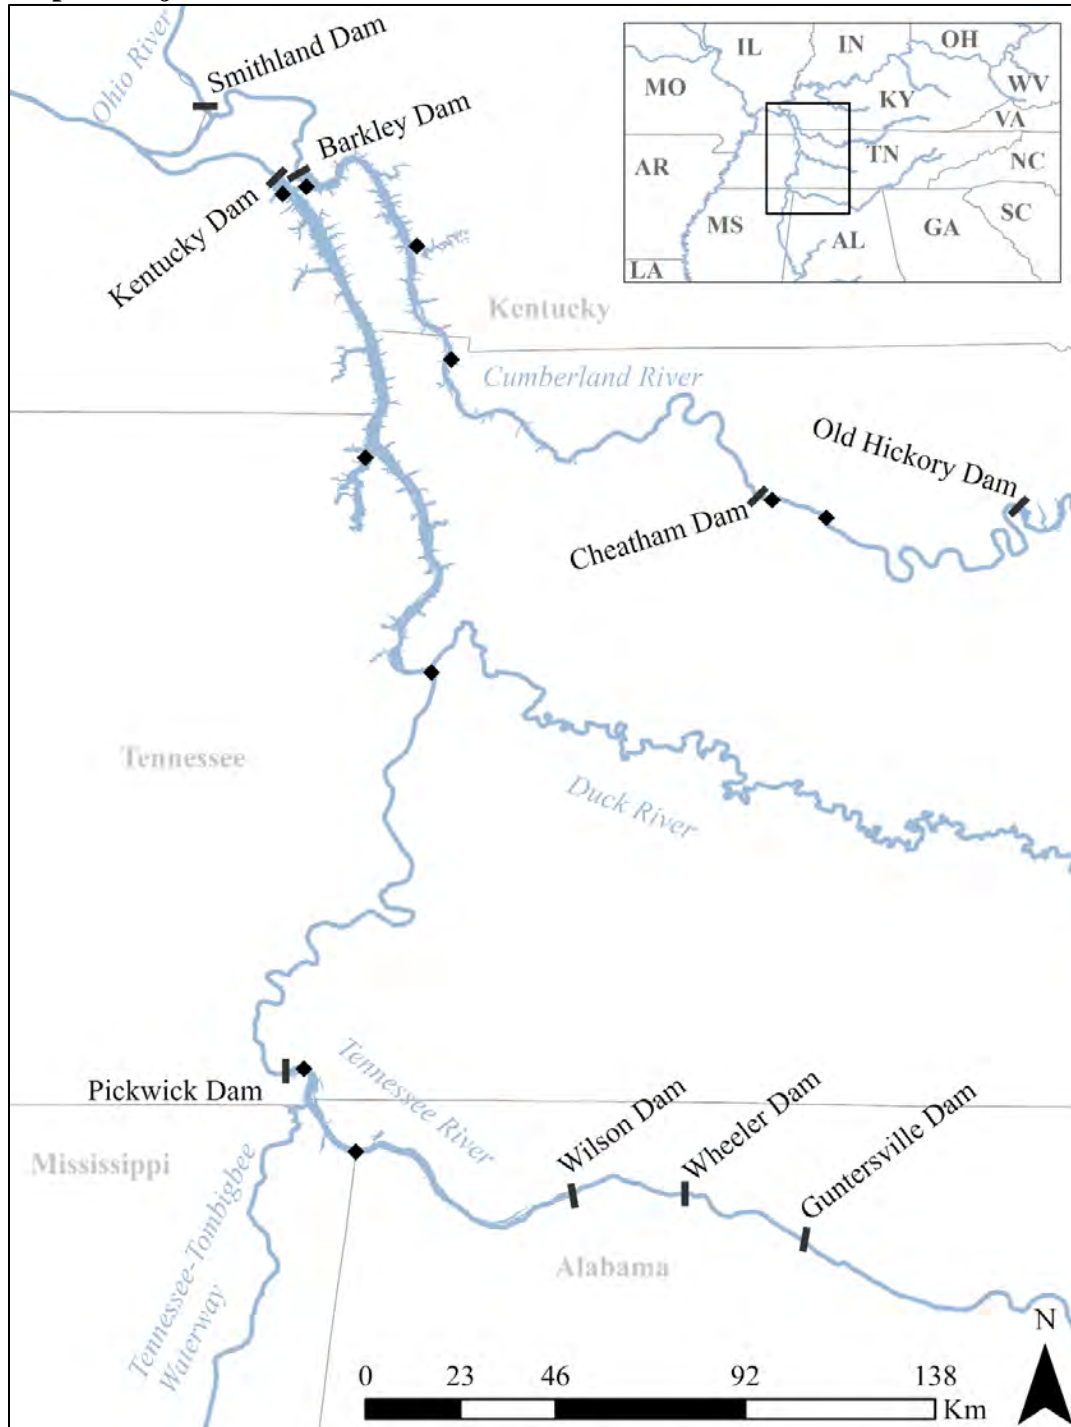 Ohio River
Smithland Dam
Barkley Dam
Kentucky Dam
IL
IN
OH
MO
KY
WV
VA
AR
TN
NC
MS
AL
GA
SC
LA
Kentucky
Cumberland River
Old Hickory Dam
Cheatham Dam
Tennessee
Duck River
Pickwick Dam
Tennessee River
Wilson Dam
Wheeler Dam
Guntersville Dam
Mississippi
Tennessee-Tombigbee
Waterway
Alabama
N
0 23 46 92 138
Km